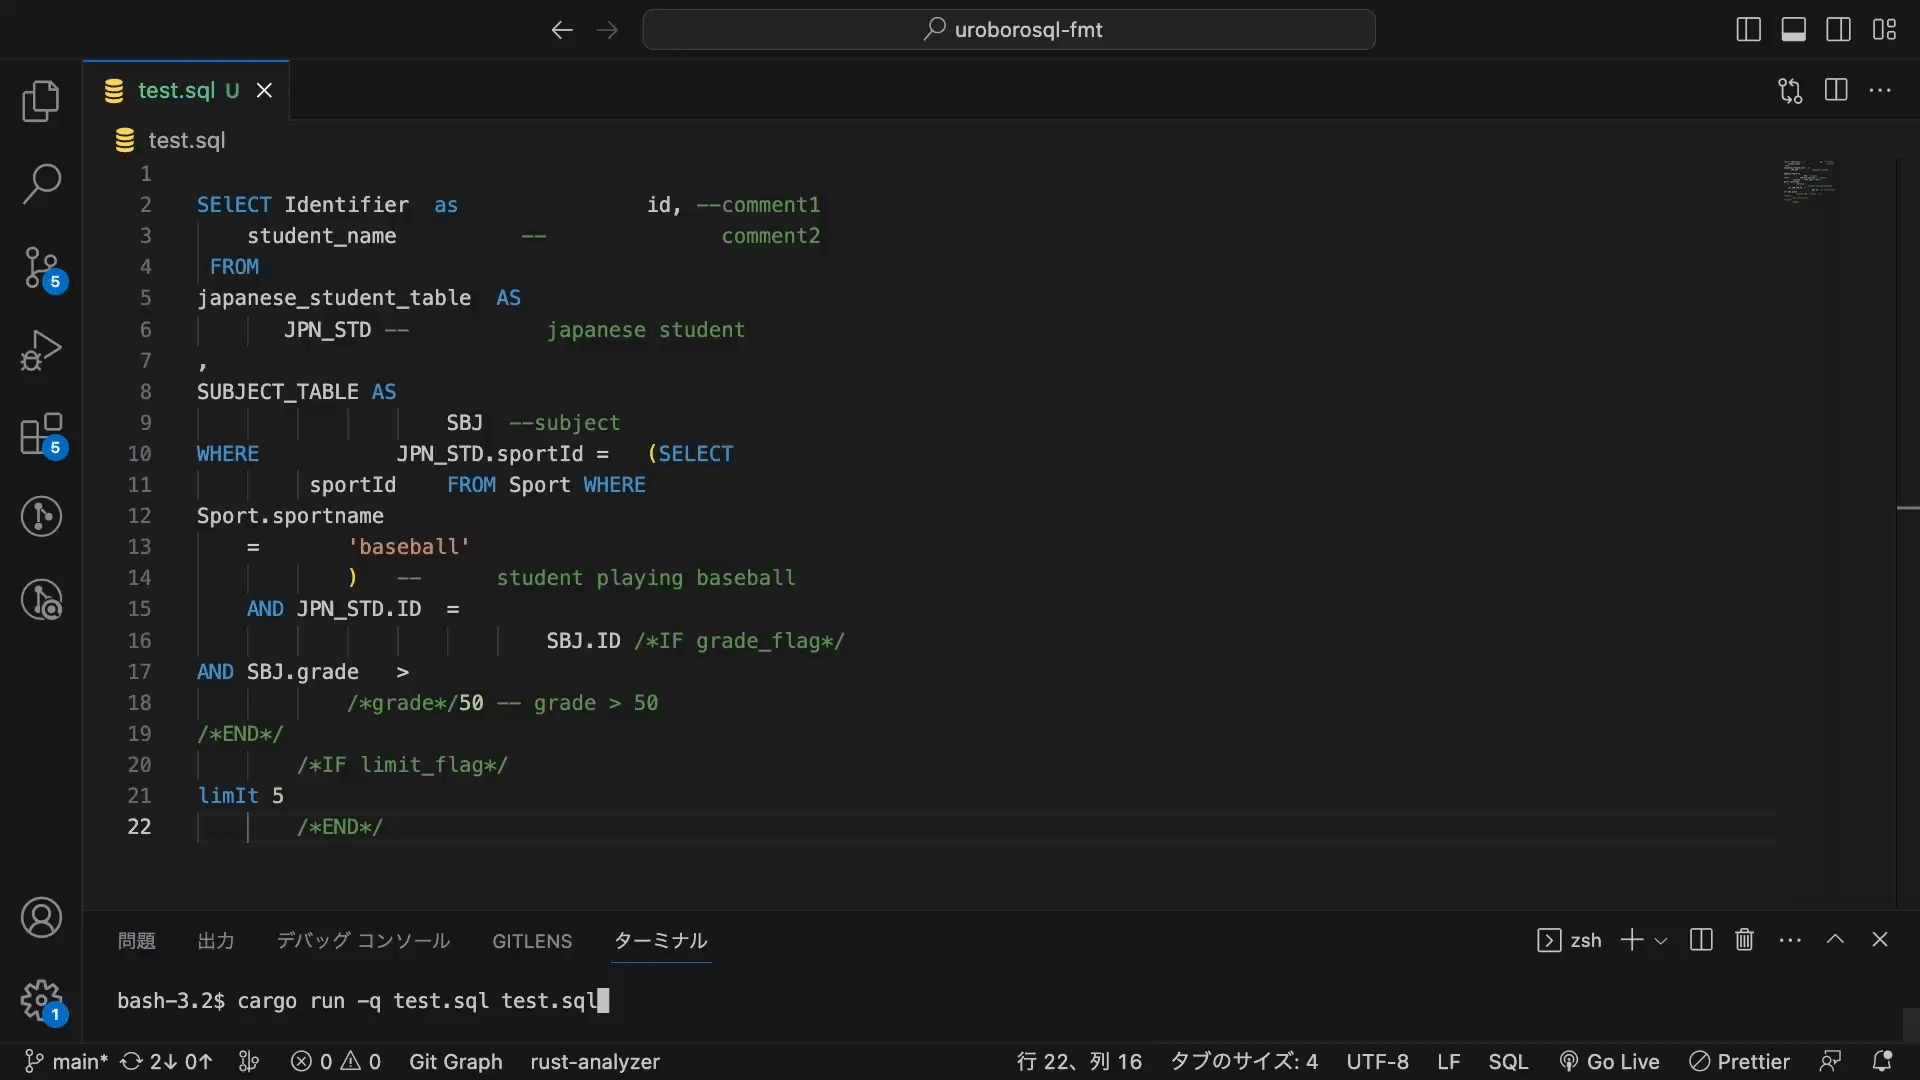 uroborosql-fmt
test.sql U
test.sql
1
2 SElECT Identifier as id, --comment1
3 student_name -- comment2
4 FROM
5 japanese_student_table AS
6 JPN_STD -- japanese student
7 ,
8 SUBJECT_TABLE AS
9 SBJ --subject
10 WHERE JPN_STD.sportId = (SELECT
11 sportId FROM Sport WHERE
12 Sport.sportname
13 = 'baseball'
14 ) -- student playing baseball
15 AND JPN_STD.ID =
16 SBJ.ID /*IF grade_flag*/
17 AND SBJ.grade >
18 /*grade*/50 -- grade > 50
19 /*END*/
20 /*IF limit_flag*/
21 limIt 5
22 /*END*/
5
5
1
問題 出力 デバッグ コンソール GITLENS ターミナル zsh
bash-3.2$ cargo run -q test.sql test.sql
main* 2↓ 0↑ 0 0 Git Graph rust-analyzer 行 22、列 16 タブのサイズ: 4 UTF-8 LF SQL Go Live Prettier